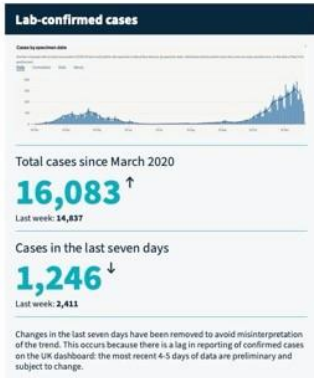 Lab-confirmed cases
Cases by specimen date
Total cases since March 2020
16,083↑
Last week: 14,837
Cases in the last seven days
1,246↓
Last week: 2,411
Changes in the last seven days have been removed to avoid misinterpretation
of the trend. This occurs because there is a lag in reporting of confirmed cases
on the UK dashboard: the most recent 4-5 days of data are preliminary and
subject to change.